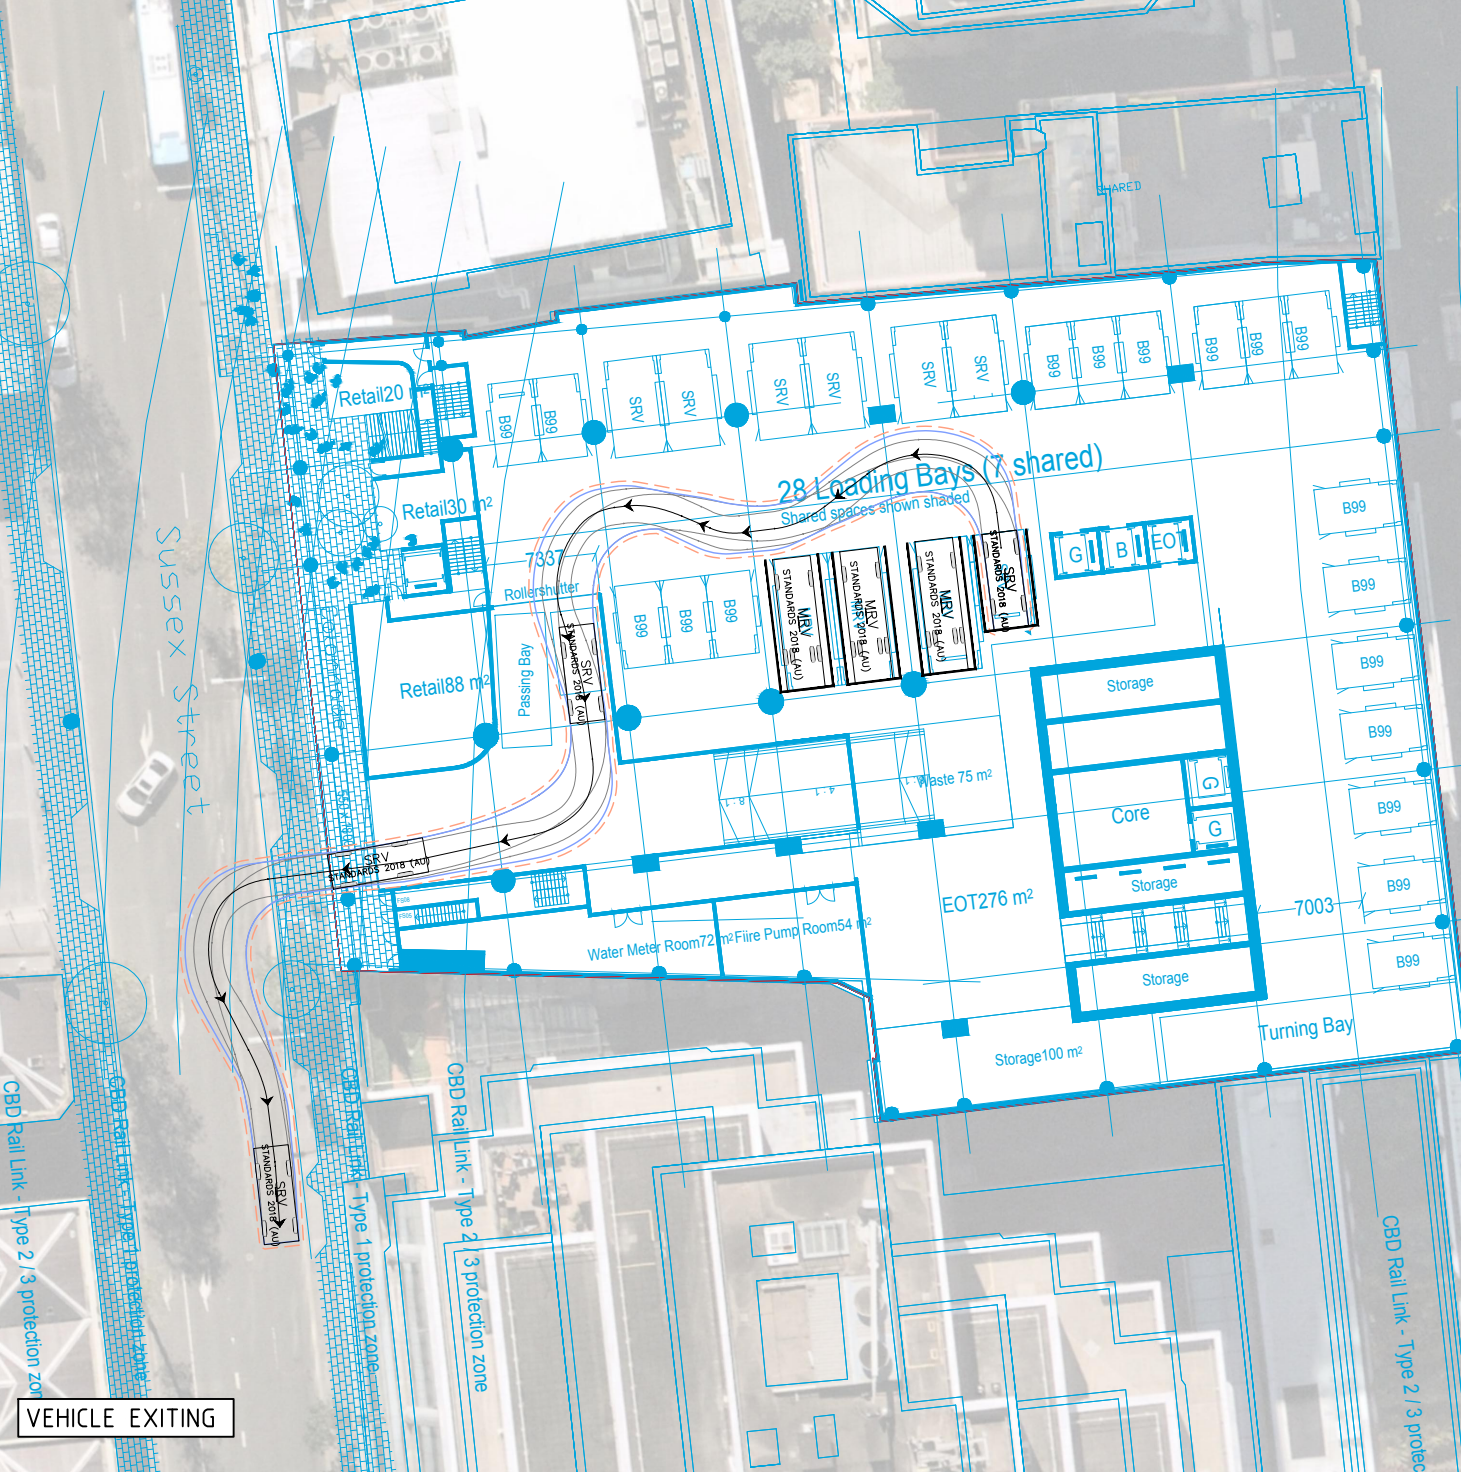 SHARED
Retail20 m²
B99
B99
SRV
SRV
SRV
SRV
SRV
SRV
B99
B99
B99
B99
B99
B99
28 Loading Bays (7 shared)
Shared spaces shown shaded
Retail30 m²
7337
Rollershutter
G
B
EOT
B99
B99
B99
B99
B99
B99
B99
B99
B99
B99
Passing Bay
SRV
STANDARDS 2018 (AU)
MRV
STANDARDS 2018 (AU)
MRV
STANDARDS 2018 (AU)
MRV
STANDARDS 2018 (AU)
SRV
STANDARDS 2018 (AU)
Retail88 m²
Sussex Street
Storage
Waste 75 m²
1:8
1:4
Core
G
G
Storage
SRV
STANDARDS 2018 (AU)
EOT276 m²
7003
Water Meter Room72 m²
Fiire Pump Room54 m²
Storage
Storage100 m²
Turning Bay
SRV
STANDARDS 2018 (AU)
CBD Rail Link - Type 2 / 3 protection zon
CBD Rail Link - Type 1 protection zone
CBD Rail Link - Type 1 protection zone
CBD Rail Link - Type 2 / 3 protection zone
CBD Rail Link - Type 2 / 3 protec
VEHICLE EXITING